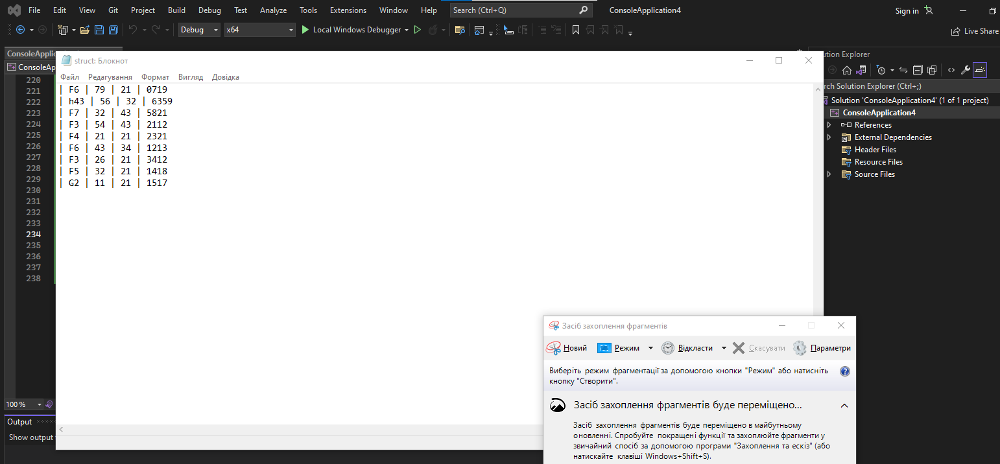 File Edit View Git Project Build Debug Test Analyze Tools Extensions Window Help Search (Ctrl+Q) ConsoleApplication4 Sign in
Debug x64 Local Windows Debugger Live Share
ConsoleApplic
ConsoleAp
220
221
222
223
224
225
226
227
228
229
230
231
232
233
234
235
236
237
238
100 %
Output
Show output
struct: Блокнот
Файл Редагування Формат Вигляд Довідка
| F6 | 79 | 21 | 0719
| h43 | 56 | 32 | 6359
| F7 | 32 | 43 | 5821
| F3 | 54 | 43 | 2112
| F4 | 21 | 21 | 2321
| F6 | 43 | 34 | 1213
| F3 | 26 | 21 | 3412
| F5 | 32 | 21 | 1418
| G2 | 11 | 21 | 1517
ution Explorer
rch Solution Explorer (Ctrl+;)
Solution 'ConsoleApplication4' (1 of 1 project)
ConsoleApplication4
References
External Dependencies
Header Files
Resource Files
Source Files
Засіб захоплення фрагментів
Новий Режим Відкласти Скасувати Параметри
Виберіть режим фрагментації за допомогою кнопки "Режим" або натисніть
кнопку "Створити".
Засіб захоплення фрагментів буде переміщено...
Засіб захоплення фрагментів буде переміщено в майбутньому
оновленні. Спробуйте покращені функції та захоплюйте фрагменти у
звичайний спосіб за допомогою програми "Захоплення та ескіз" (або
натискайте клавіші Windows+Shift+S).